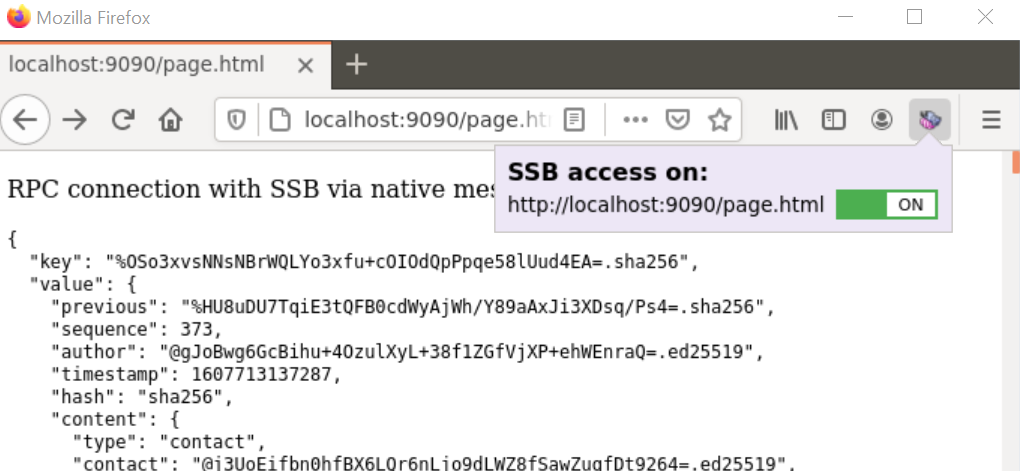 Mozilla Firefox
localhost:9090/page.html
localhost:9090/page.ht
SSB access on:
http://localhost:9090/page.html ON
RPC connection with SSB via native mes
{
"key": "%OSo3xvsNNsNBrWQLYo3xfu+cOIOdQpPpqe58lUud4EA=.sha256",
"value": {
"previous": "%HU8uDU7TqiE3tQFB0cdWyAjWh/Y89aAxJi3XDsq/Ps4=.sha256",
"sequence": 373,
"author": "@gJoBwg6GcBihu+4OzulXyL+38f1ZGfVjXP+ehWEnraQ=.ed25519",
"timestamp": 1607713137287,
"hash": "sha256",
"content": {
"type": "contact",
"contact": "@j3UoEifbn0hfBX6LQr6nLjo9dLWZ8fSawZugfDt9264=.ed25519",